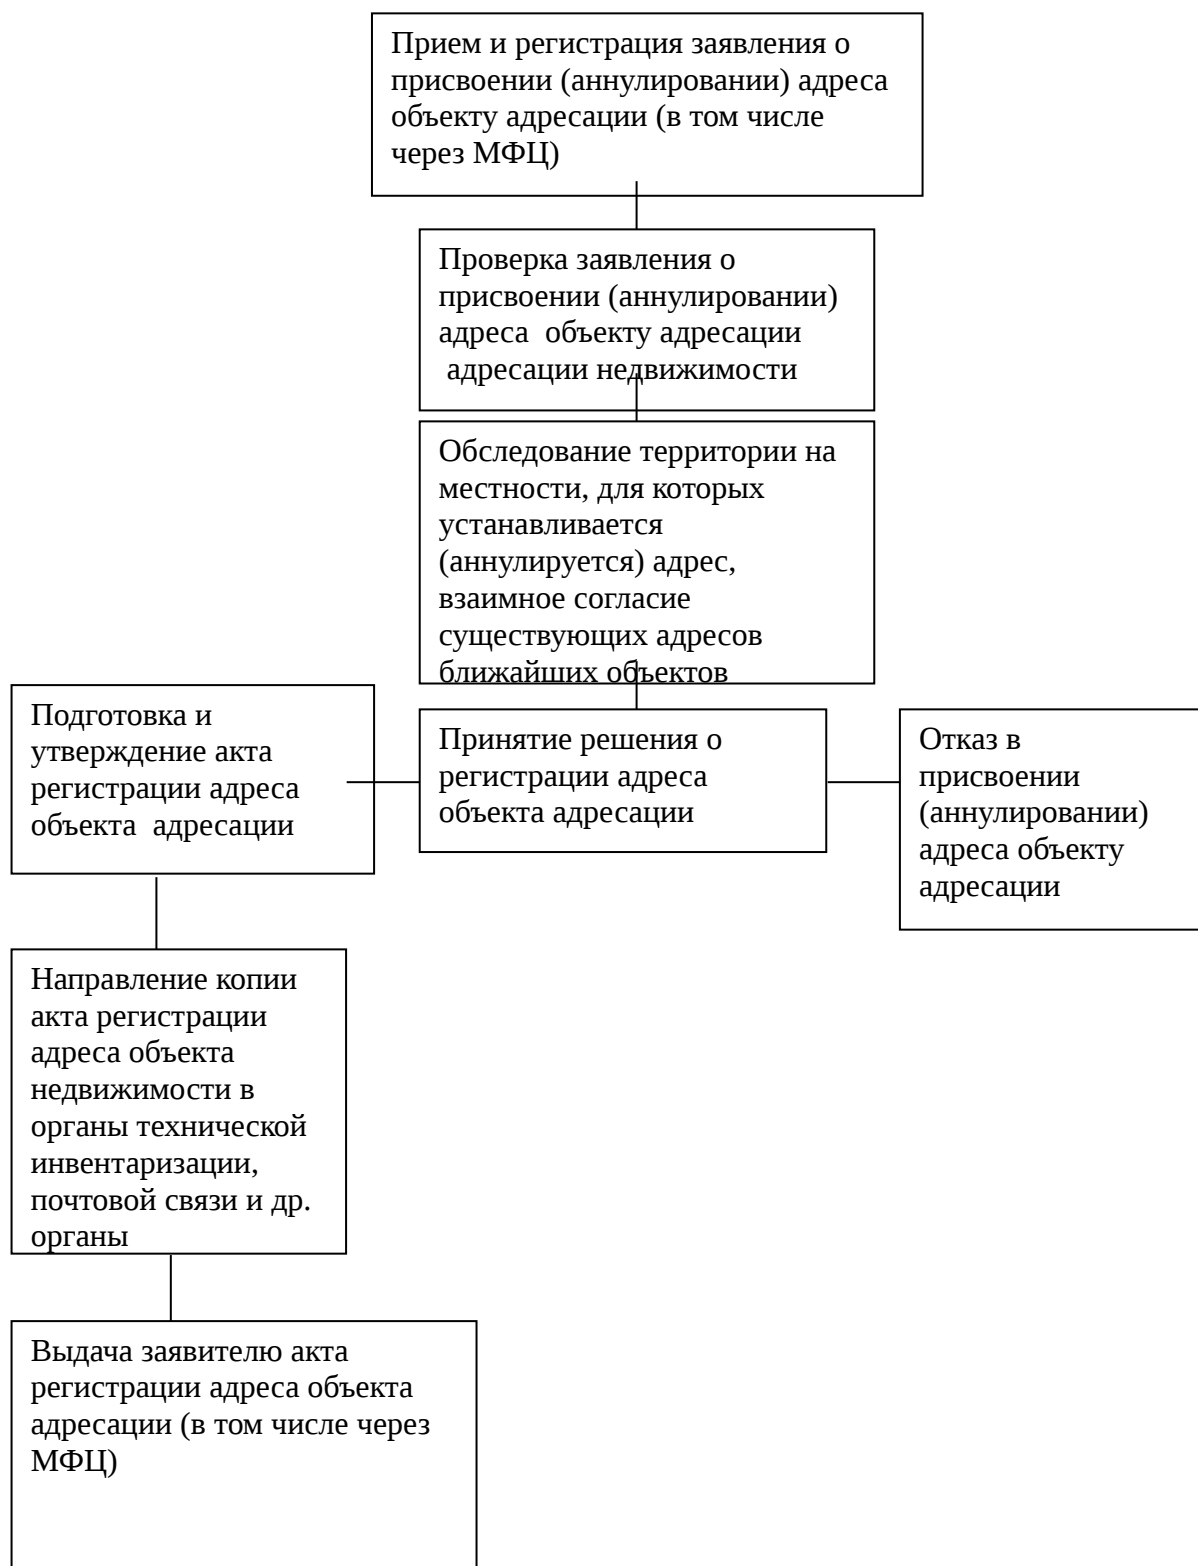 Прием и регистрация заявления о
присвоении (аннулировании) адреса
объекту адресации (в том числе
через МФЦ)
Проверка заявления о
присвоении (аннулировании)
адреса  объекту адресации
адресации недвижимости
Обследование территории на
местности, для которых
устанавливается
(аннулируется) адрес,
взаимное согласие
существующих адресов
ближайших объектов
Подготовка и
утверждение акта
регистрации адреса
объекта  адресации
Принятие решения о
регистрации адреса
объекта адресации
Отказ в
присвоении
(аннулировании)
адреса объекту
адресации
Направление копии
акта регистрации
адреса объекта
недвижимости в
органы технической
инвентаризации,
почтовой связи и др.
органы
Выдача заявителю акта
регистрации адреса объекта
адресации (в том числе через
МФЦ)